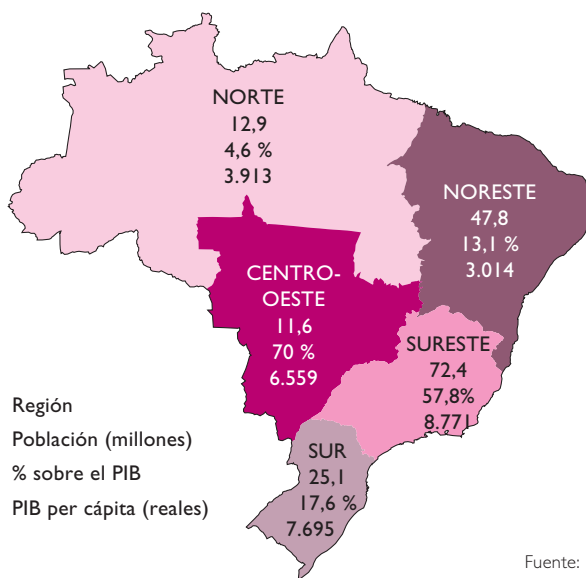 NORTE
12,9
4,6 %
3.913
NORESTE
47,8
13,1 %
3.014
CENTRO-
OESTE
11,6
70 %
6.559
SURESTE
72,4
57,8%
8.771
SUR
25,1
17,6 %
7.695
Región
Población (millones)
% sobre el PIB
PIB per cápita (reales)
Fuente: